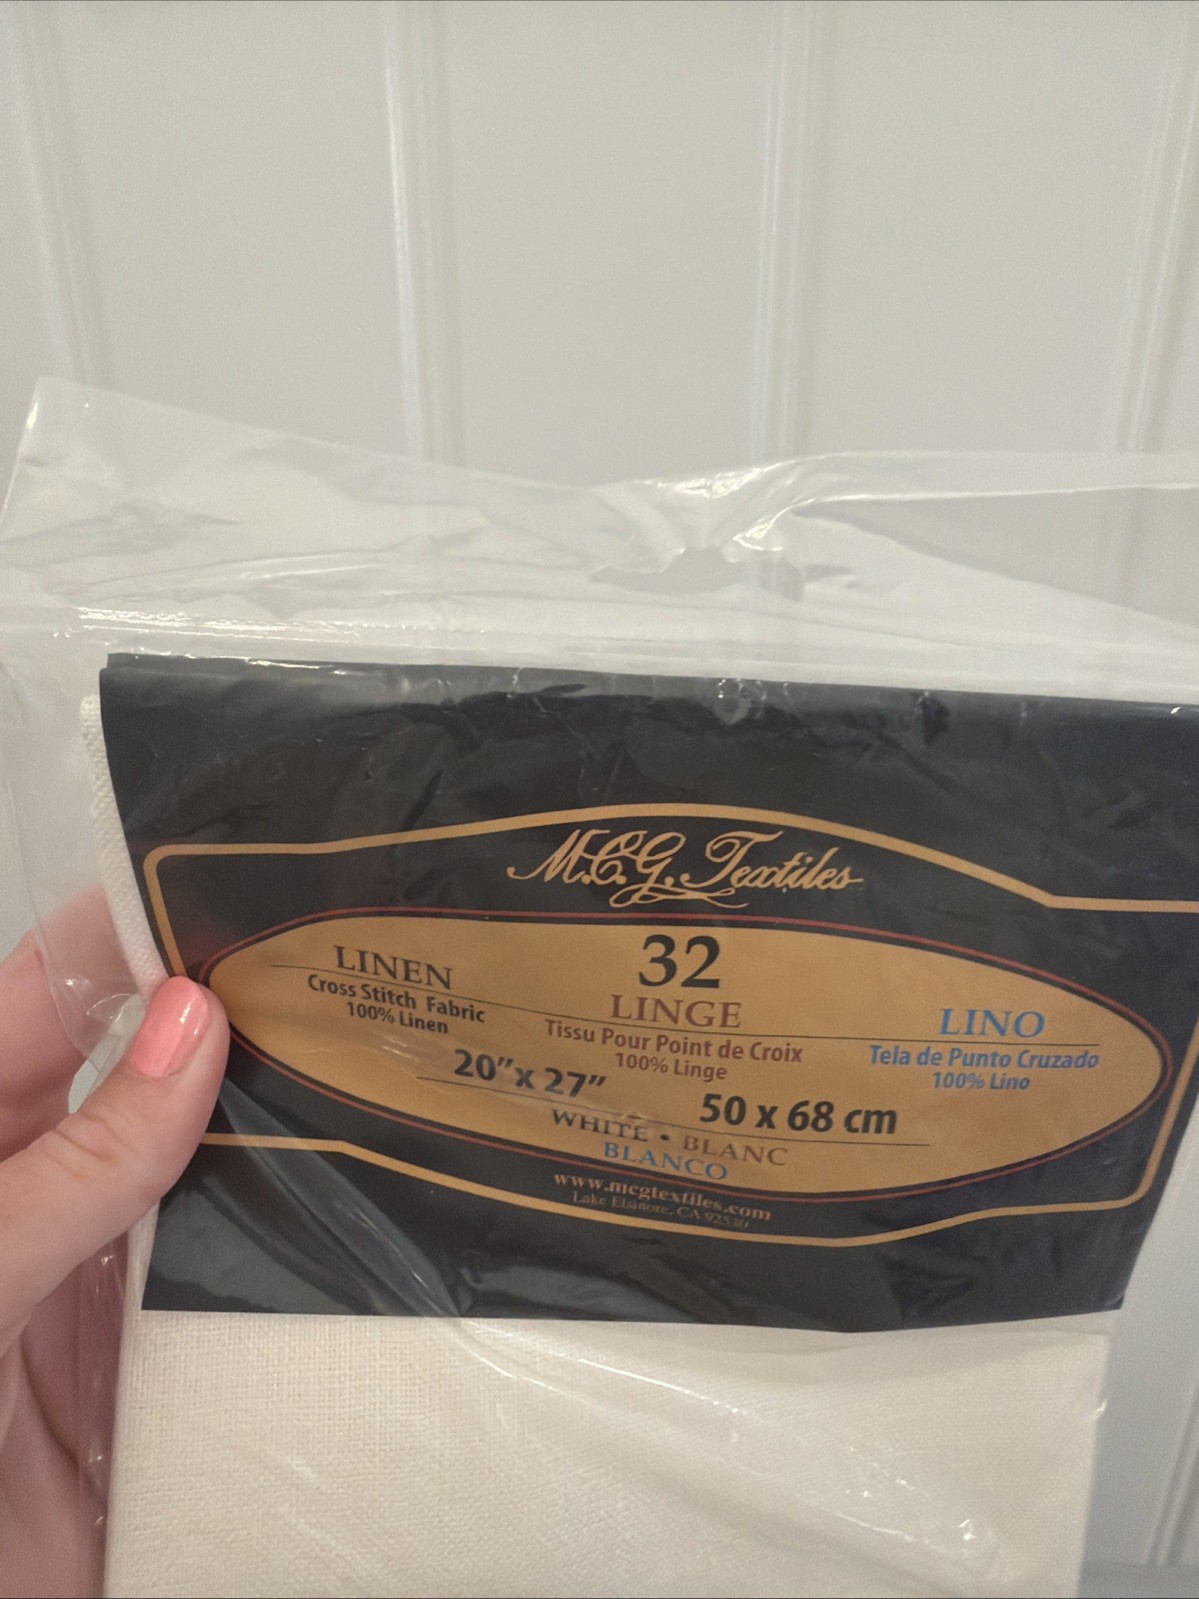 M.C.G. Textiles
32
LINEN
Cross Stitch Fabric
100% Linen
LINGE
Tissu Pour Point de Croix
100% Linge
LINO
Tela de Punto Cruzado
100% Lino
20" x 27"
50 x 68 cm
WHITE • BLANC
BLANCO
www.mcgtextiles.com
Lake Elsinore, CA 92530